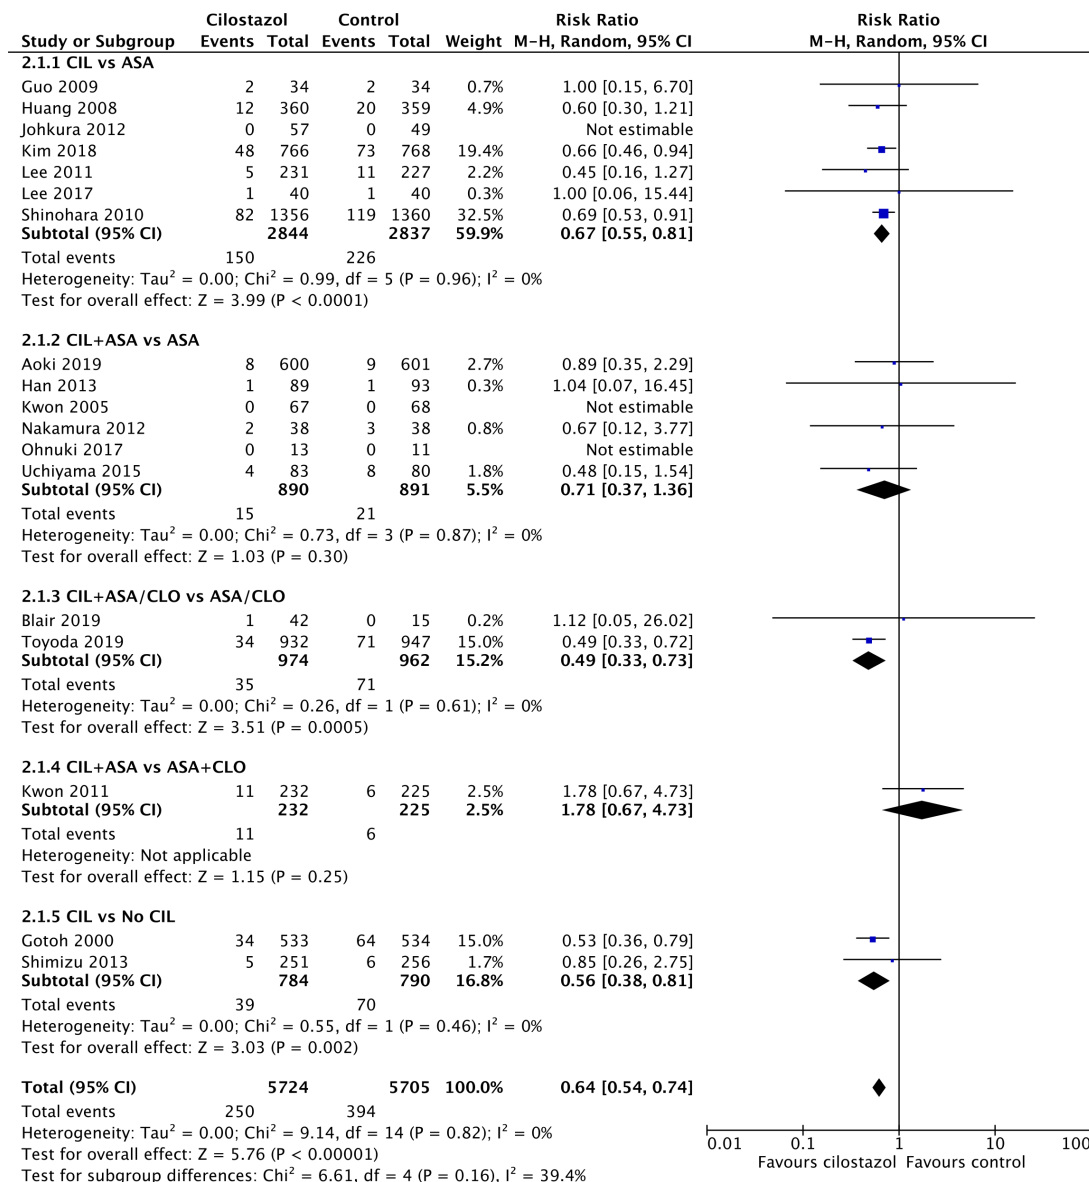 Cilostazol Control Risk Ratio Risk Ratio
Study or Subgroup Events Total Events Total Weight M-H, Random, 95% CI M-H, Random, 95% CI
2.1.1 CIL vs ASA
Guo 2009 2 34 2 34 0.7% 1.00 [0.15, 6.70]
Huang 2008 12 360 20 359 4.9% 0.60 [0.30, 1.21]
Johkura 2012 0 57 0 49 Not estimable
Kim 2018 48 766 73 768 19.4% 0.66 [0.46, 0.94]
Lee 2011 5 231 11 227 2.2% 0.45 [0.16, 1.27]
Lee 2017 1 40 1 40 0.3% 1.00 [0.06, 15.44]
Shinohara 2010 82 1356 119 1360 32.5% 0.69 [0.53, 0.91]
Subtotal (95% CI) 2844 2837 59.9% 0.67 [0.55, 0.81]
Total events 150 226
Heterogeneity: Tau² = 0.00; Chi² = 0.99, df = 5 (P = 0.96); I² = 0%
Test for overall effect: Z = 3.99 (P < 0.0001)
2.1.2 CIL+ASA vs ASA
Aoki 2019 8 600 9 601 2.7% 0.89 [0.35, 2.29]
Han 2013 1 89 1 93 0.3% 1.04 [0.07, 16.45]
Kwon 2005 0 67 0 68 Not estimable
Nakamura 2012 2 38 3 38 0.8% 0.67 [0.12, 3.77]
Ohnuki 2017 0 13 0 11 Not estimable
Uchiyama 2015 4 83 8 80 1.8% 0.48 [0.15, 1.54]
Subtotal (95% CI) 890 891 5.5% 0.71 [0.37, 1.36]
Total events 15 21
Heterogeneity: Tau² = 0.00; Chi² = 0.73, df = 3 (P = 0.87); I² = 0%
Test for overall effect: Z = 1.03 (P = 0.30)
2.1.3 CIL+ASA/CLO vs ASA/CLO
Blair 2019 1 42 0 15 0.2% 1.12 [0.05, 26.02]
Toyoda 2019 34 932 71 947 15.0% 0.49 [0.33, 0.72]
Subtotal (95% CI) 974 962 15.2% 0.49 [0.33, 0.73]
Total events 35 71
Heterogeneity: Tau² = 0.00; Chi² = 0.26, df = 1 (P = 0.61); I² = 0%
Test for overall effect: Z = 3.51 (P = 0.0005)
2.1.4 CIL+ASA vs ASA+CLO
Kwon 2011 11 232 6 225 2.5% 1.78 [0.67, 4.73]
Subtotal (95% CI) 232 225 2.5% 1.78 [0.67, 4.73]
Total events 11 6
Heterogeneity: Not applicable
Test for overall effect: Z = 1.15 (P = 0.25)
2.1.5 CIL vs No CIL
Gotoh 2000 34 533 64 534 15.0% 0.53 [0.36, 0.79]
Shimizu 2013 5 251 6 256 1.7% 0.85 [0.26, 2.75]
Subtotal (95% CI) 784 790 16.8% 0.56 [0.38, 0.81]
Total events 39 70
Heterogeneity: Tau² = 0.00; Chi² = 0.55, df = 1 (P = 0.46); I² = 0%
Test for overall effect: Z = 3.03 (P = 0.002)
Total (95% CI) 5724 5705 100.0% 0.64 [0.54, 0.74]
Total events 250 394
Heterogeneity: Tau² = 0.00; Chi² = 9.14, df = 14 (P = 0.82); I² = 0%
Test for overall effect: Z = 5.76 (P < 0.00001)
Test for subgroup differences: Chi² = 6.61, df = 4 (P = 0.16), I² = 39.4%
0.01 0.1 1 10 100
Favours cilostazol Favours control